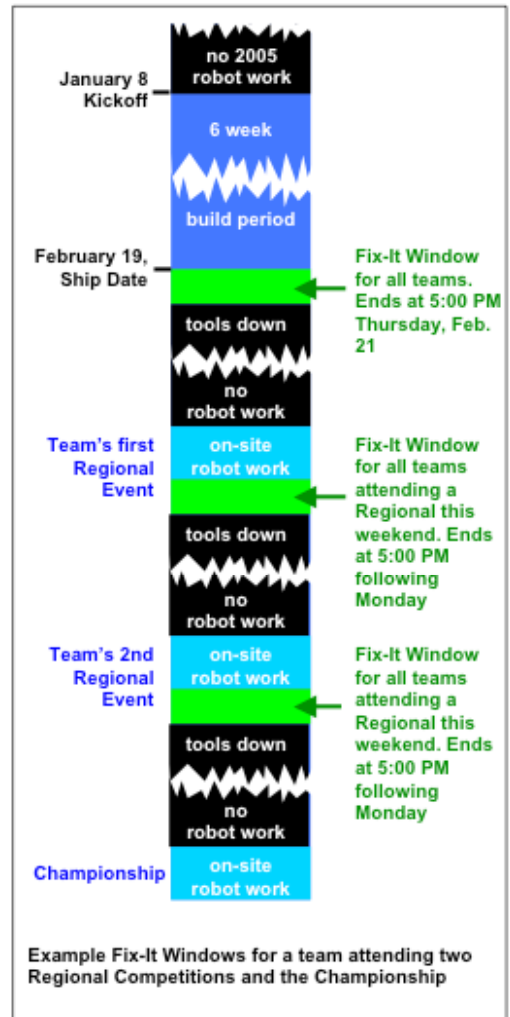 no 2005
robot work
January 8
Kickoff
6 week
build period
February 19,
Ship Date
Fix-It Window
for all teams.
Ends at 5:00 PM
Thursday, Feb.
21
tools down
no
robot work
Team's first
Regional
Event
on-site
robot work
Fix-It Window
for all teams
attending a
Regional this
weekend. Ends
at 5:00 PM
following
Monday
tools down
no
robot work
Team's 2nd
Regional
Event
on-site
robot work
Fix-It Window
for all teams
attending a
Regional this
weekend. Ends
at 5:00 PM
following
Monday
tools down
no
robot work
Championship
on-site
robot work
Example Fix-It Windows for a team attending two
Regional Competitions and the Championship